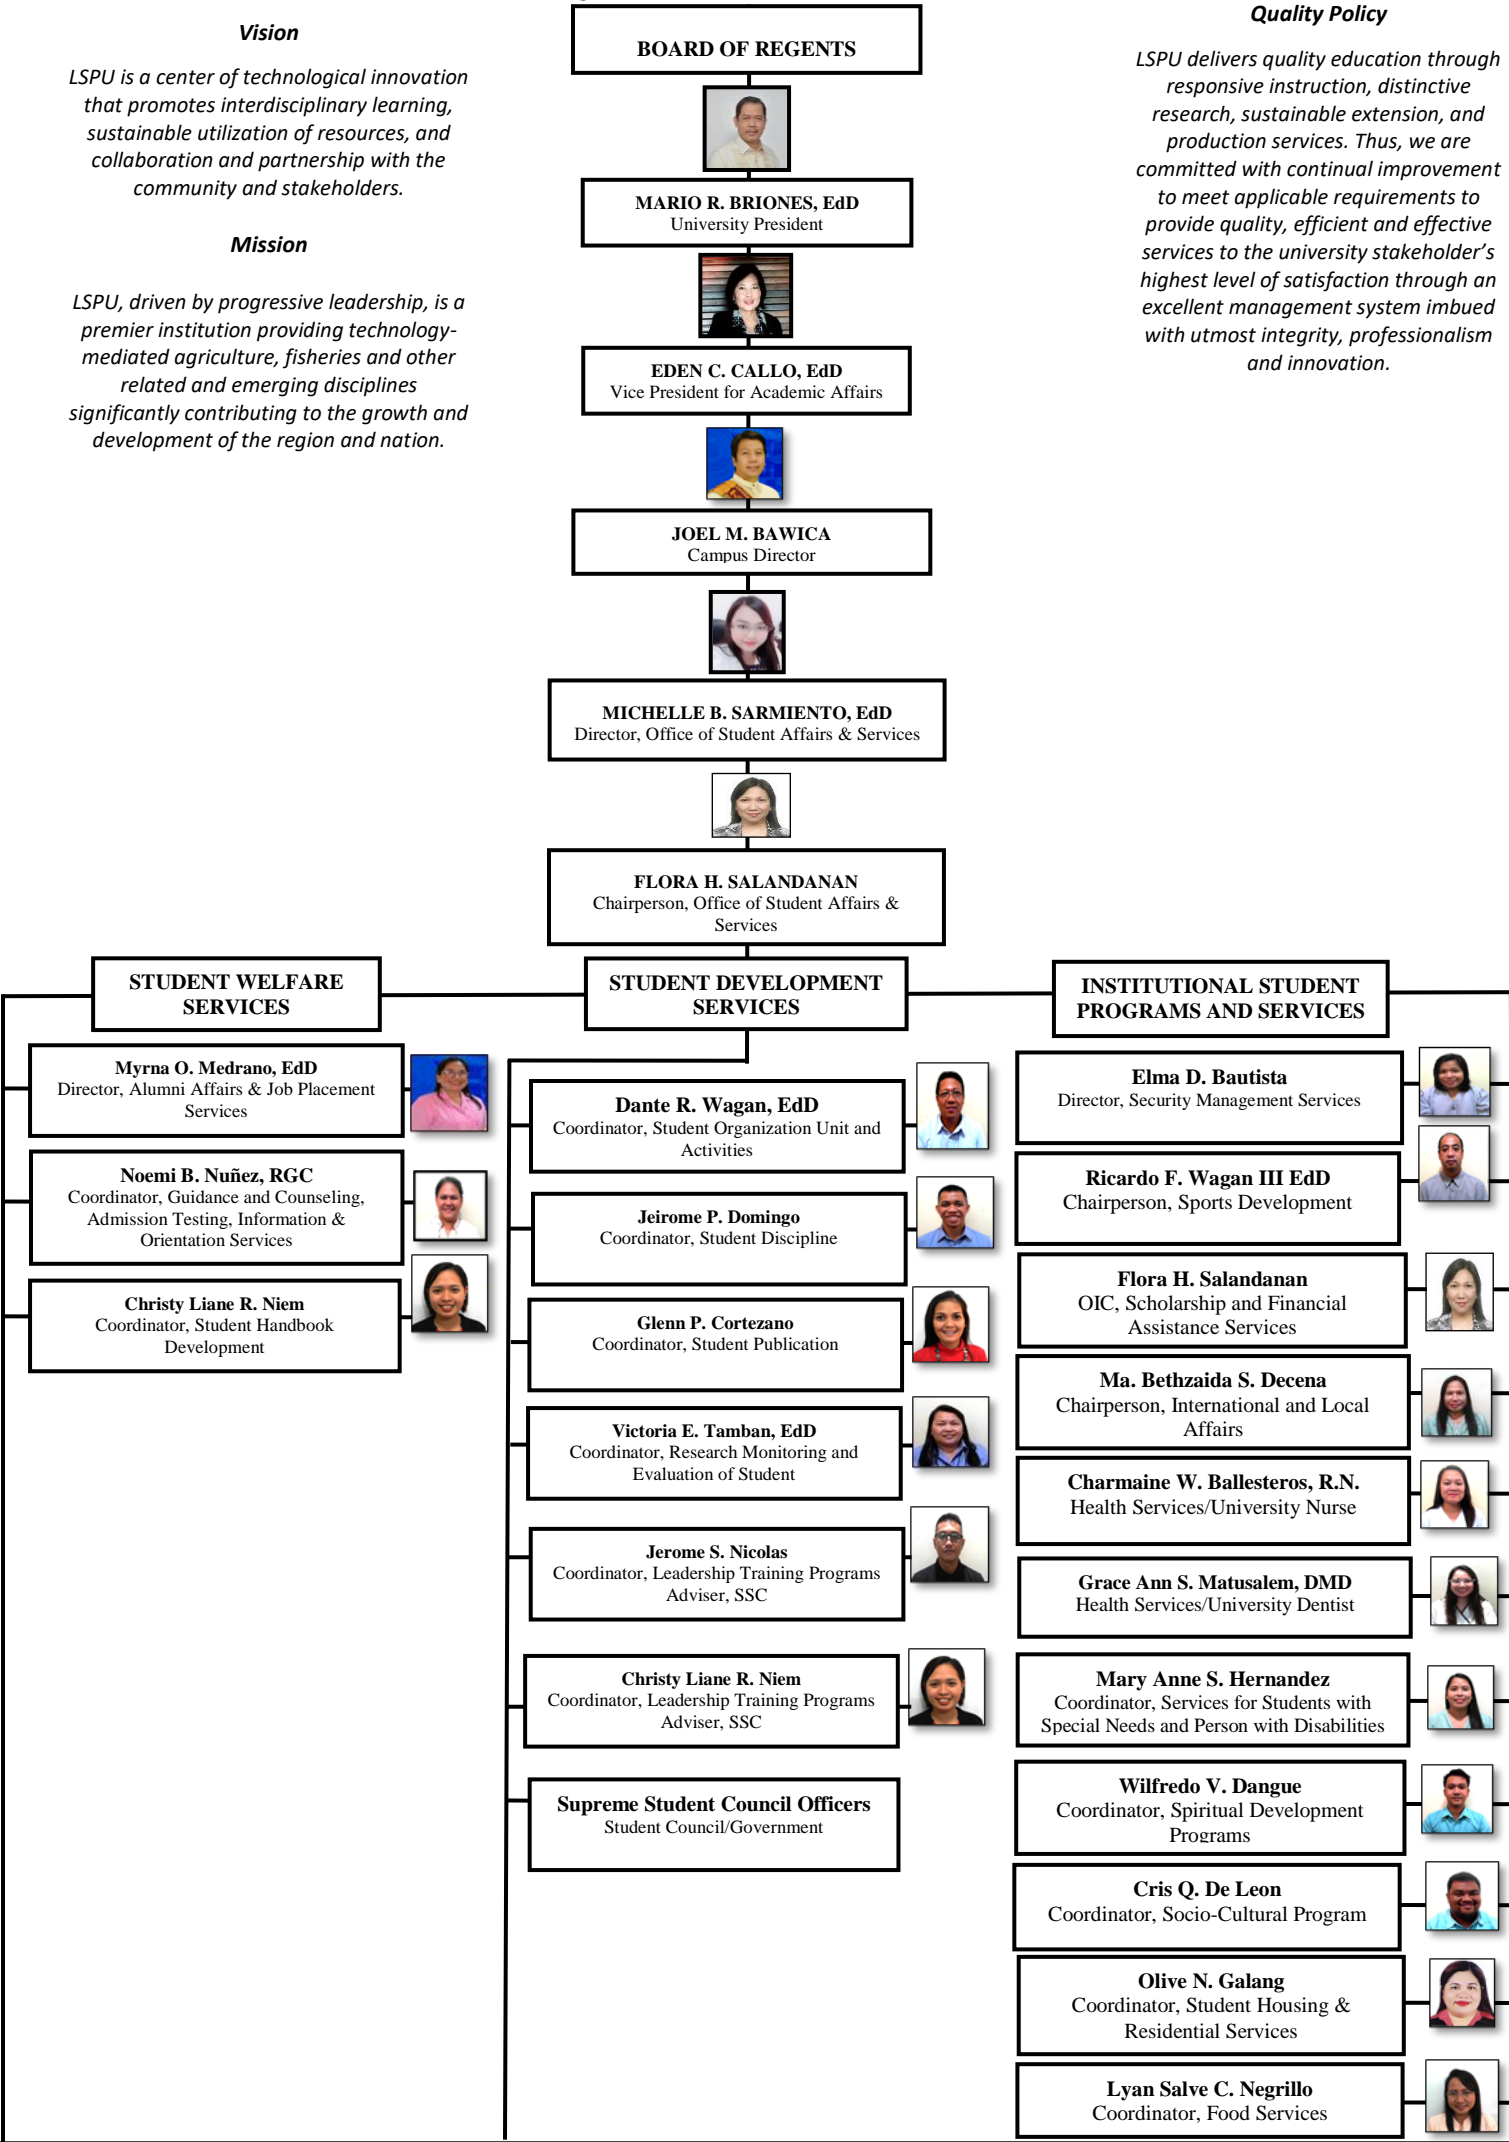 Vision
LSPU is a center of technological innovation
that promotes interdisciplinary learning,
sustainable utilization of resources, and
collaboration and partnership with the
community and stakeholders.
Mission
LSPU, driven by progressive leadership, is a
premier institution providing technology-
mediated agriculture, fisheries and other
related and emerging disciplines
significantly contributing to the growth and
development of the region and nation.
BOARD OF REGENTS
MARIO R. BRIONES, EdD
University President
EDEN C. CALLO, EdD
Vice President for Academic Affairs
JOEL M. BAWICA
Campus Director
MICHELLE B. SARMIENTO, EdD
Director, Office of Student Affairs & Services
FLORA H. SALANDANAN
Chairperson, Office of Student Affairs &
Services
Quality Policy
LSPU delivers quality education through
responsive instruction, distinctive
research, sustainable extension, and
production services. Thus, we are
committed with continual improvement
to meet applicable requirements to
provide quality, efficient and effective
services to the university stakeholder's
highest level of satisfaction through an
excellent management system imbued
with utmost integrity, professionalism
and innovation.
STUDENT WELFARE
SERVICES
Myrna O. Medrano, EdD
Director, Alumni Affairs & Job Placement
Services
Noemi B. Nuñez, RGC
Coordinator, Guidance and Counseling,
Admission Testing, Information &
Orientation Services
Christy Liane R. Niem
Coordinator, Student Handbook
Development
STUDENT DEVELOPMENT
SERVICES
Dante R. Wagan, EdD
Coordinator, Student Organization Unit and
Activities
Jeirome P. Domingo
Coordinator, Student Discipline
Glenn P. Cortezano
Coordinator, Student Publication
Victoria E. Tamban, EdD
Coordinator, Research Monitoring and
Evaluation of Student
Jerome S. Nicolas
Coordinator, Leadership Training Programs
Adviser, SSC
Christy Liane R. Niem
Coordinator, Leadership Training Programs
Adviser, SSC
Supreme Student Council Officers
Student Council/Government
INSTITUTIONAL STUDENT
PROGRAMS AND SERVICES
Elma D. Bautista
Director, Security Management Services
Ricardo F. Wagan III EdD
Chairperson, Sports Development
Flora H. Salandanan
OIC, Scholarship and Financial
Assistance Services
Ma. Bethzaida S. Decena
Chairperson, International and Local
Affairs
Charmaine W. Ballesteros, R.N.
Health Services/University Nurse
Grace Ann S. Matusalem, DMD
Health Services/University Dentist
Mary Anne S. Hernandez
Coordinator, Services for Students with
Special Needs and Person with Disabilities
Wilfredo V. Dangue
Coordinator, Spiritual Development
Programs
Cris Q. De Leon
Coordinator, Socio-Cultural Program
Olive N. Galang
Coordinator, Student Housing &
Residential Services
Lyan Salve C. Negrillo
Coordinator, Food Services